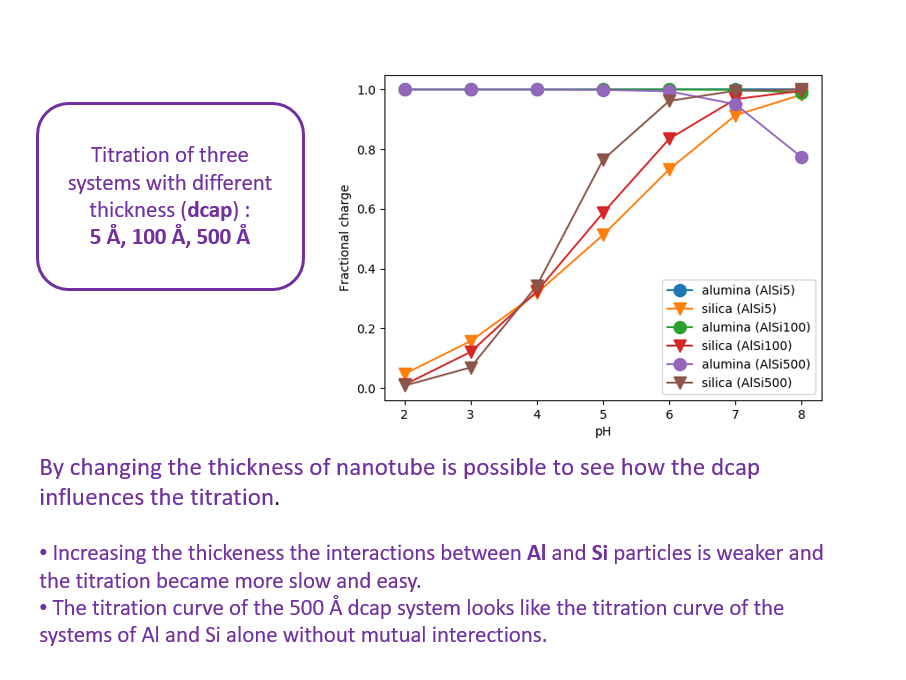 Titration of three
systems with different
thickness (dcap) :
5 Å, 100 Å, 500 Å
1.0
0.8
0.6
0.4
0.2
0.0
Fractional charge
2 3 4 5 6 7 8
pH
alumina (AlSi5)
silica (AlSi5)
alumina (AlSi100)
silica (AlSi100)
alumina (AlSi500)
silica (AlSi500)
By changing the thickness of nanotube is possible to see how the dcap
influences the titration.
• Increasing the thickeness the interactions between Al and Si particles is weaker and
the titration became more slow and easy.
• The titration curve of the 500 Å dcap system looks like the titration curve of the
systems of Al and Si alone without mutual interections.